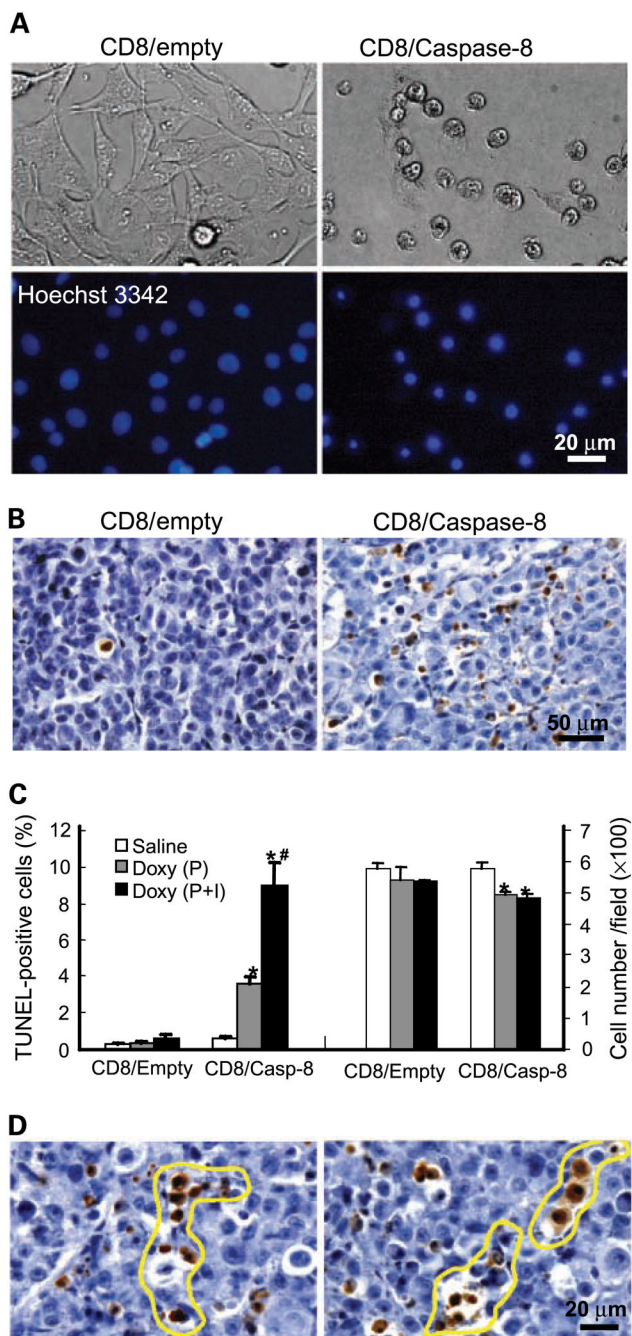 A
CD8/empty CD8/Caspase-8
Hoechst 3342
20 µm
B
CD8/empty CD8/Caspase-8
50 µm
C
TUNEL-positive cells (%)
12
10
8
6
4
2
0
Saline
Doxy (P)
Doxy (P+I)
*
*#
*
*
7
6
5
4
3
2
1
0
Cell number /field (×100)
CD8/Empty CD8/Casp-8 CD8/Empty CD8/Casp-8
D
20 µm